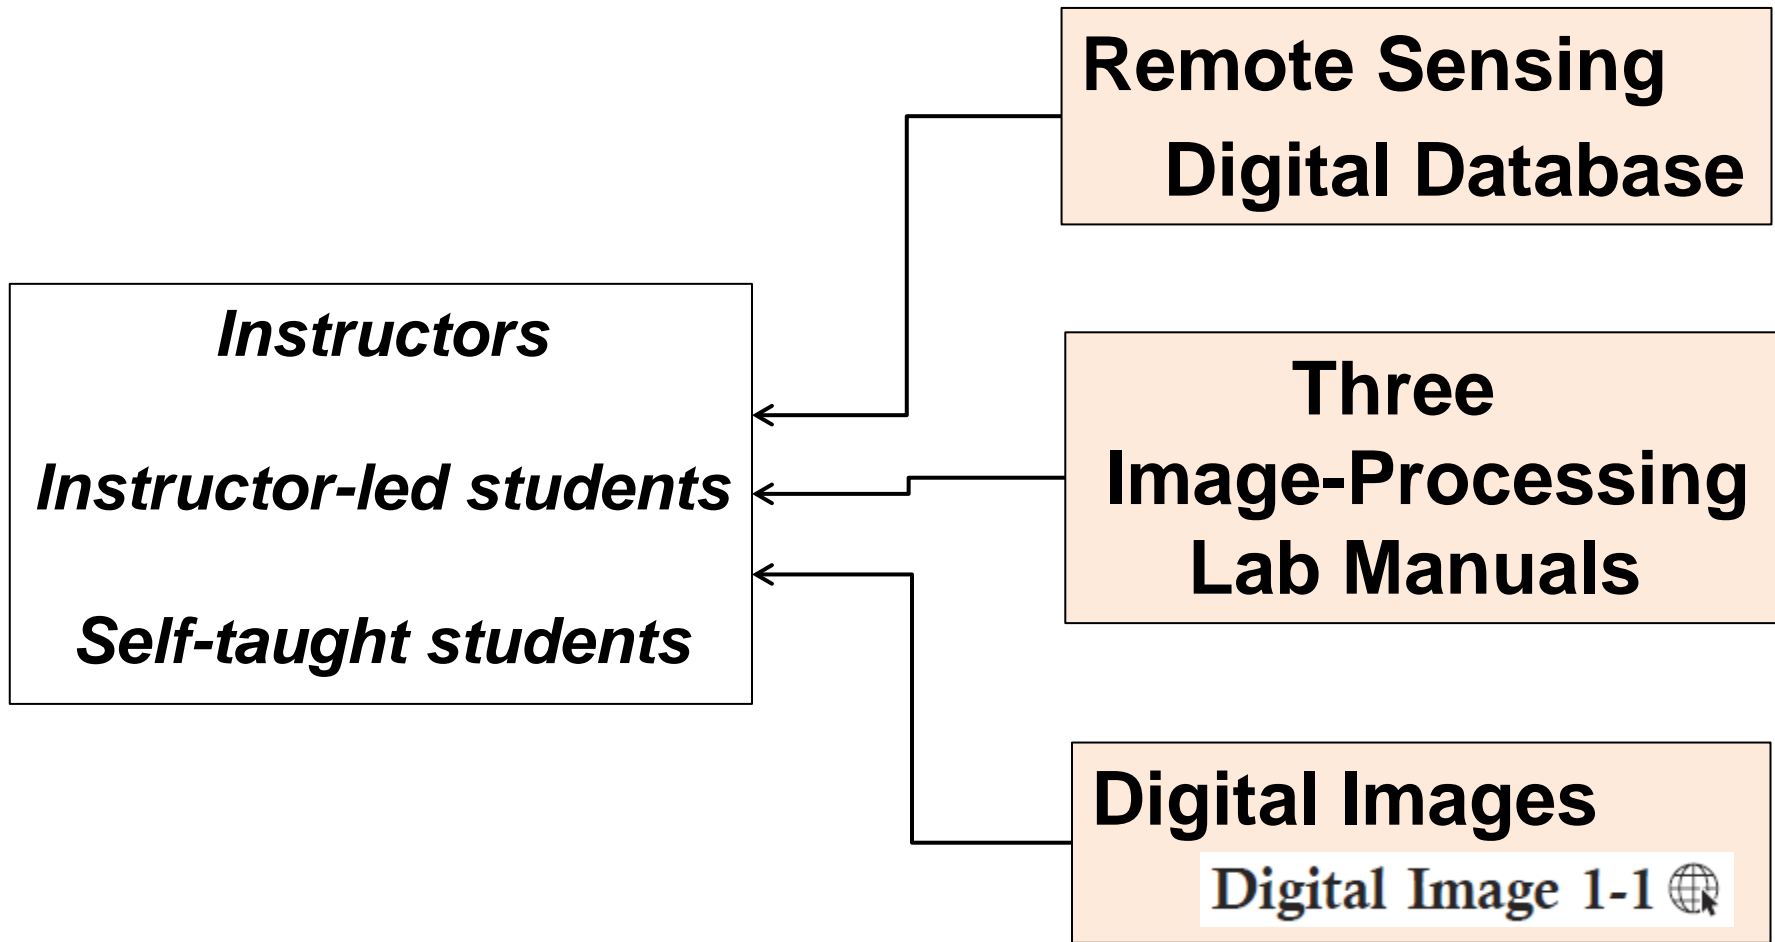 Remote Sensing
Digital Database
Instructors
Instructor-led students
Self-taught students
Three
Image-Processing
Lab Manuals
Digital Images
Digital Image 1-1